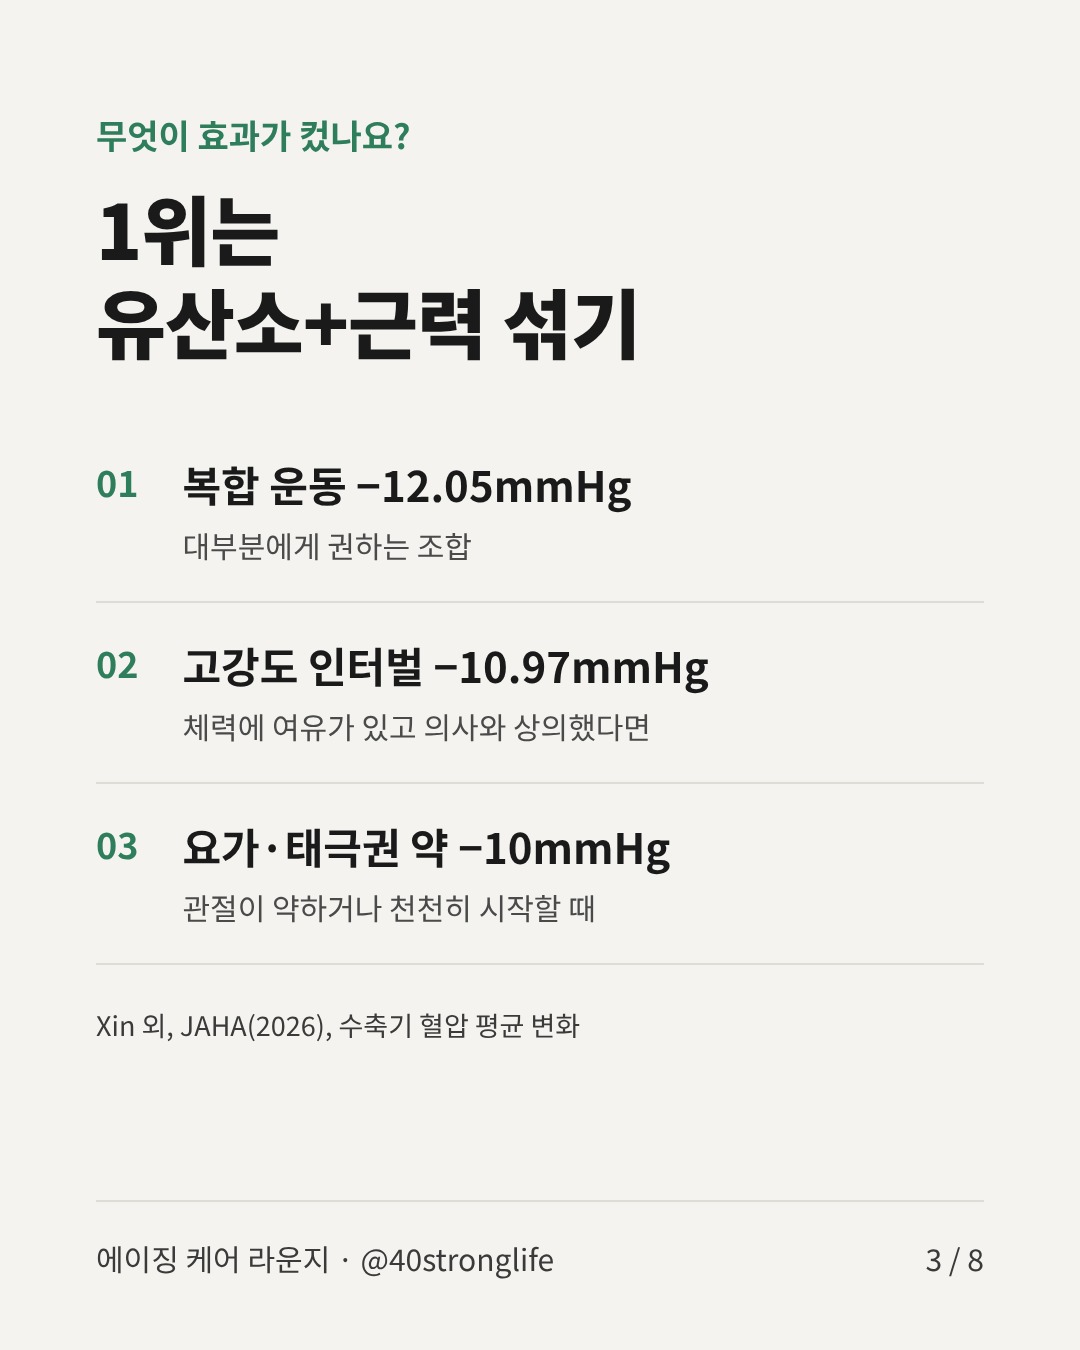 무엇이 효과가 컸나요?
1위는
유산소+근력 섞기
01 복합 운동 −12.05mmHg
대부분에게 권하는 조합
02 고강도 인터벌 −10.97mmHg
체력에 여유가 있고 의사와 상의했다면
03 요가·태극권 약 −10mmHg
관절이 약하거나 천천히 시작할 때
Xin 외, JAHA(2026), 수축기 혈압 평균 변화
에이징 케어 라운지 · @40stronglife 3 / 8